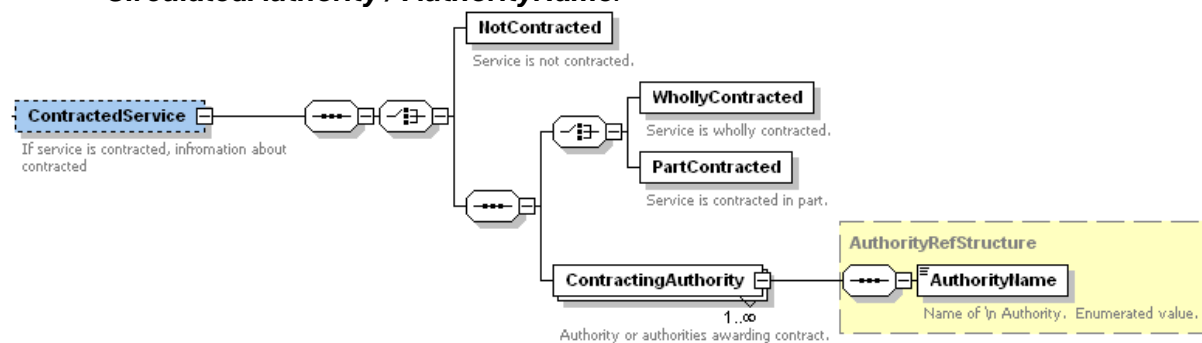 CirculatedAuthority / AuthorityName.
NotContracted
Service is not contracted.
ContractedService
If service is contracted, infromation about
contracted
WhollyContracted
Service is wholly contracted.
PartContracted
Service is contracted in part.
AuthorityRefStructure
ContractingAuthority
1..∞
Authority or authorities awarding contract.
AuthorityName
Name of \n Authority. Enumerated value.